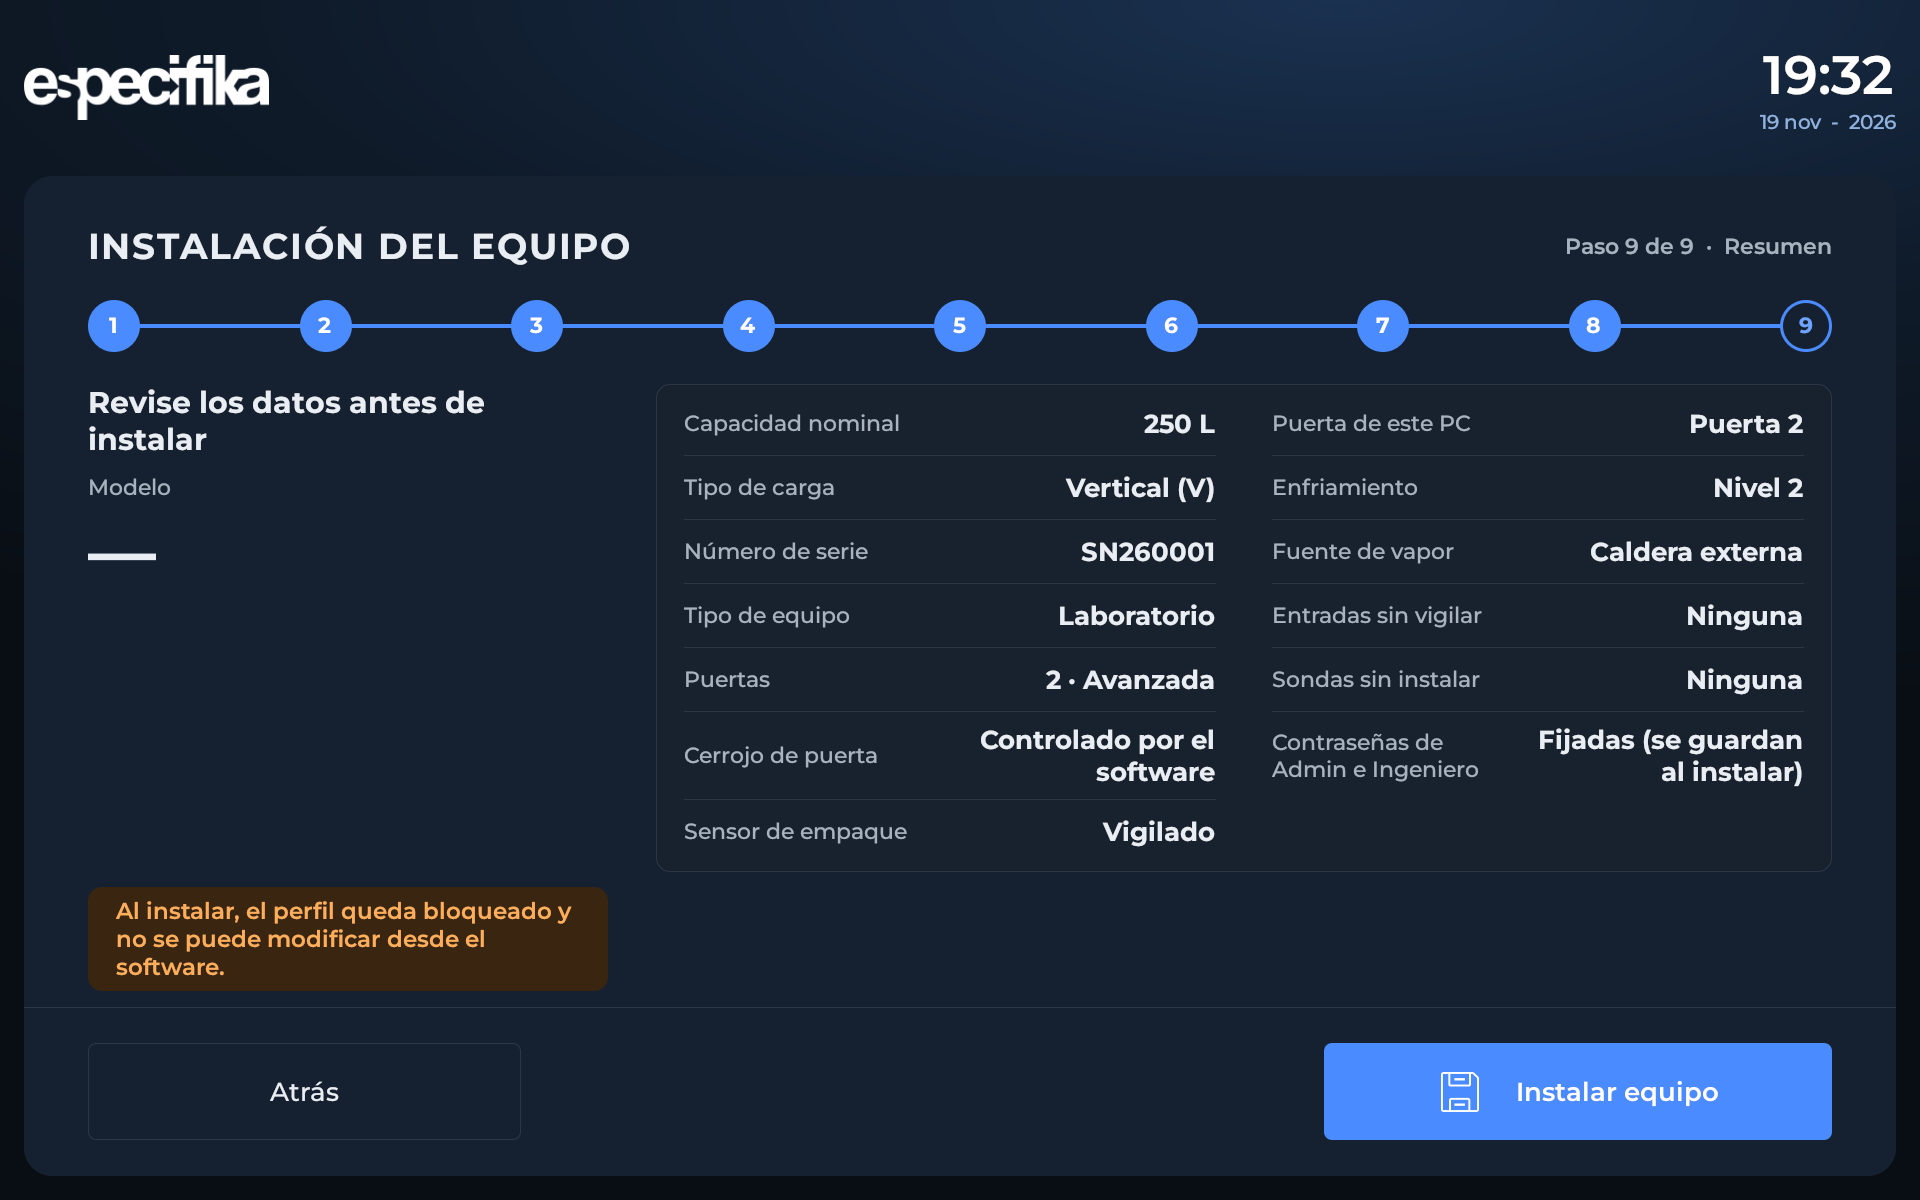 especifika
19:32
19 nov - 2026
INSTALACIÓN DEL EQUIPO
Paso 9 de 9 · Resumen
1 2 3 4 5 6 7 8 9
Revise los datos antes de
instalar
Modelo
—
Capacidad nominal 250 L
Tipo de carga Vertical (V)
Número de serie SN260001
Tipo de equipo Laboratorio
Puertas 2 · Avanzada
Cerrojo de puerta Controlado por el
software
Sensor de empaque Vigilado
Puerta de este PC Puerta 2
Enfriamiento Nivel 2
Fuente de vapor Caldera externa
Entradas sin vigilar Ninguna
Sondas sin instalar Ninguna
Contraseñas de
Admin e Ingeniero
Fijadas (se guardan
al instalar)
Al instalar, el perfil queda bloqueado y
no se puede modificar desde el
software.
Atrás
Instalar equipo